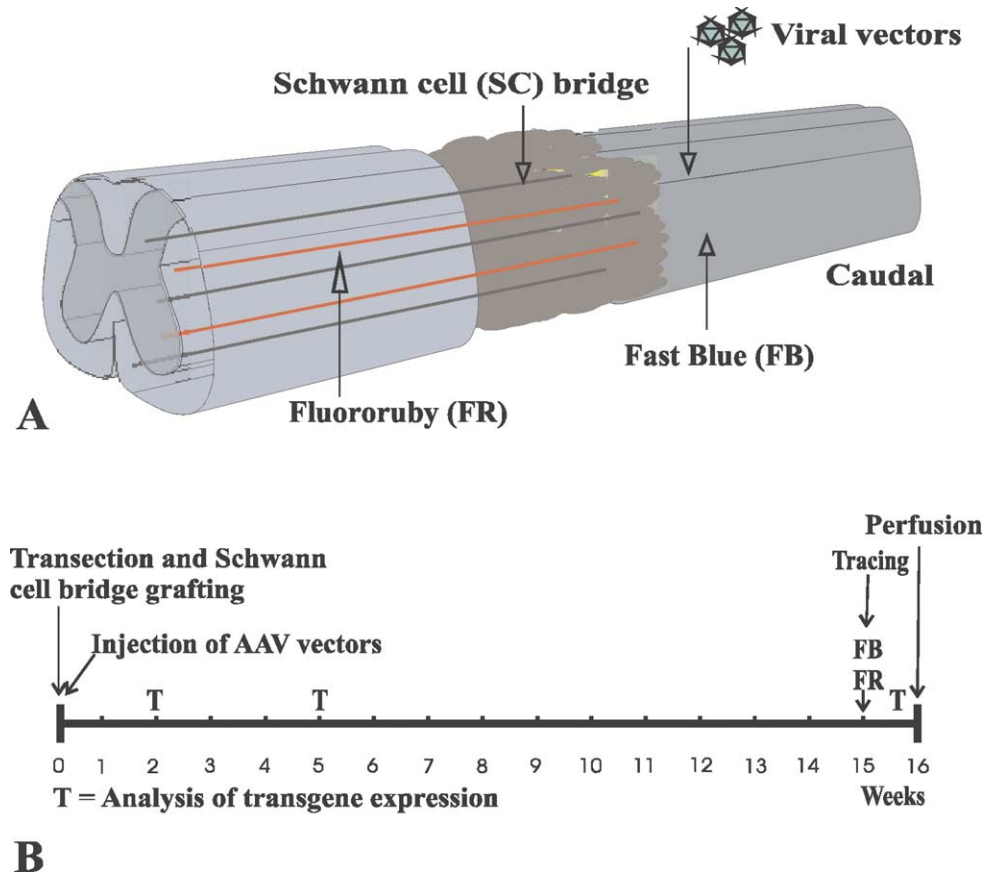 Viral vectors
Schwann cell (SC) bridge
Caudal
Fast Blue (FB)
Fluororuby (FR)
A
Perfusion
Transection and Schwann
cell bridge grafting
Tracing
Injection of AAV vectors
FB
FR
T T T
0 1 2 3 4 5 6 7 8 9 10 11 12 13 14 15 16
T = Analysis of transgene expression
Weeks
B